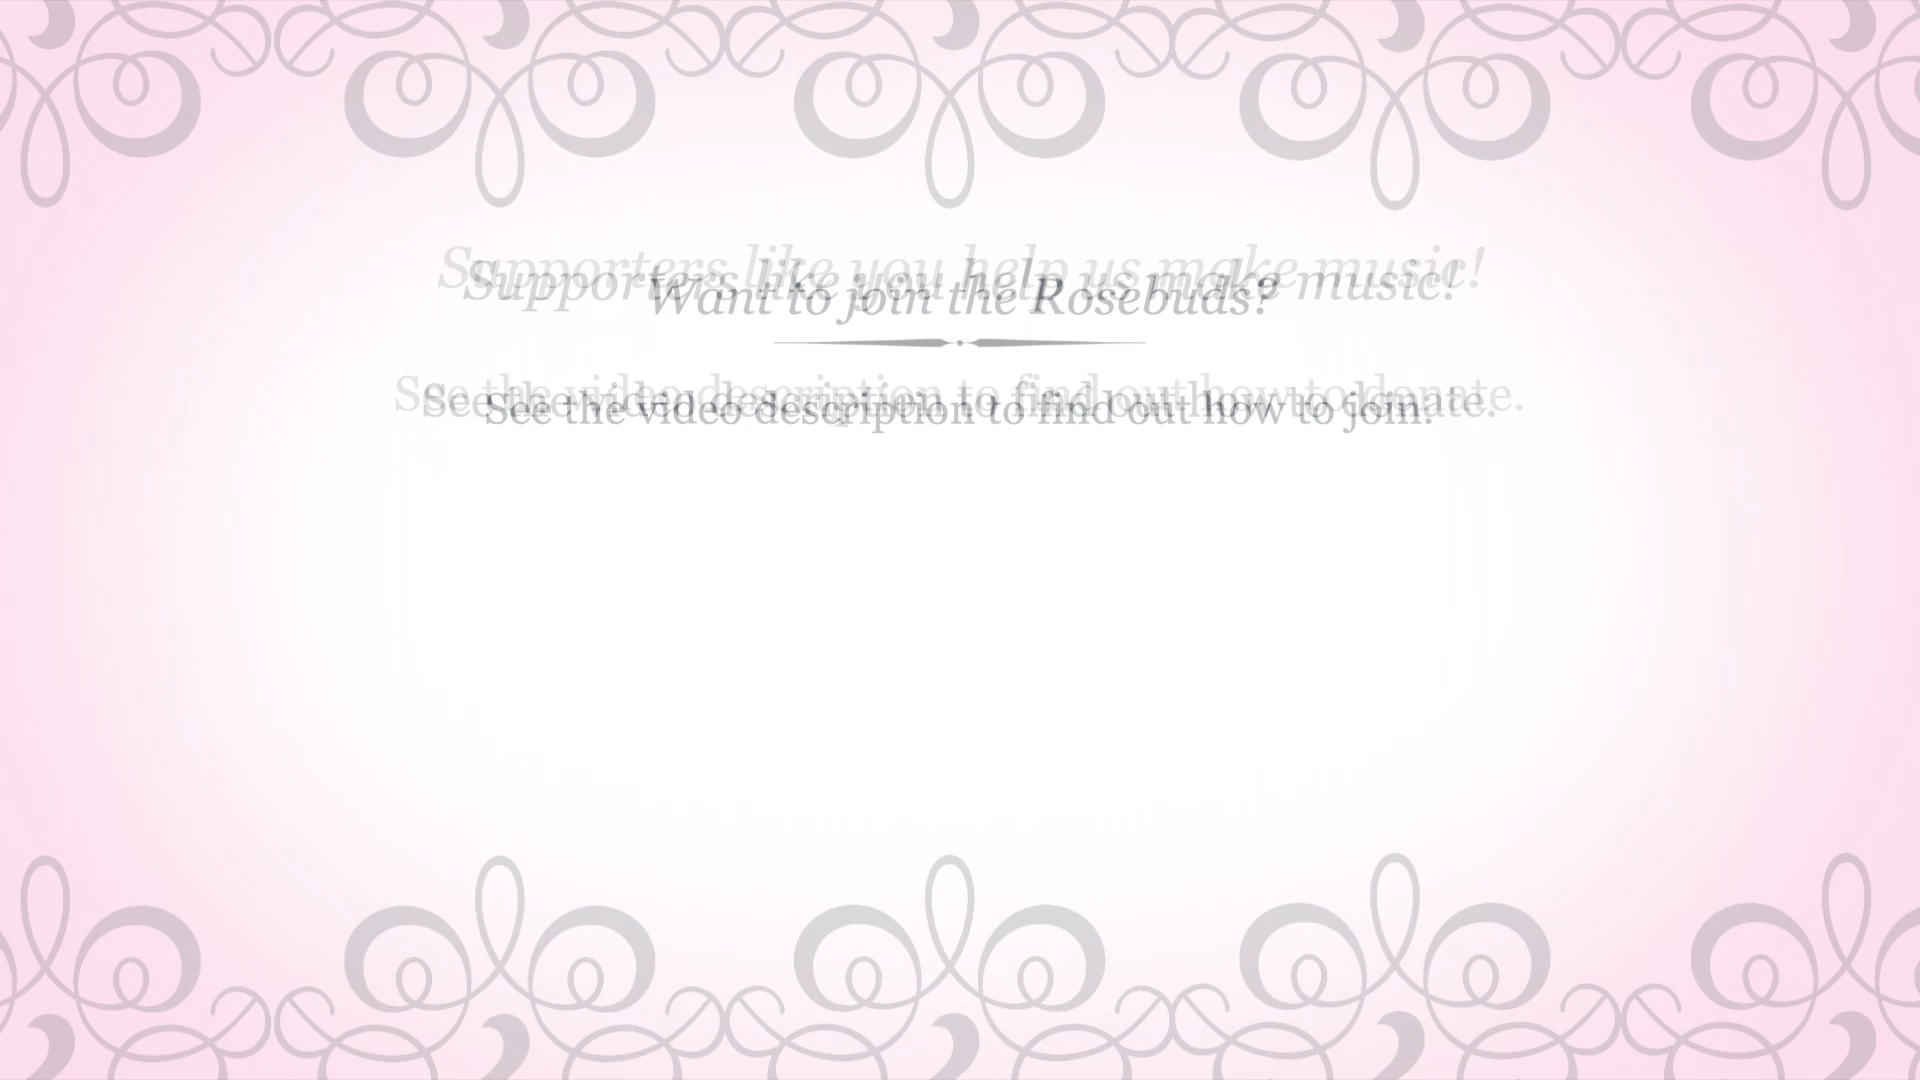 Supporters like you help us make music!
Want to join the Rosebuds?
See the video description to find out how to donate.
See the video description to find out how to join.